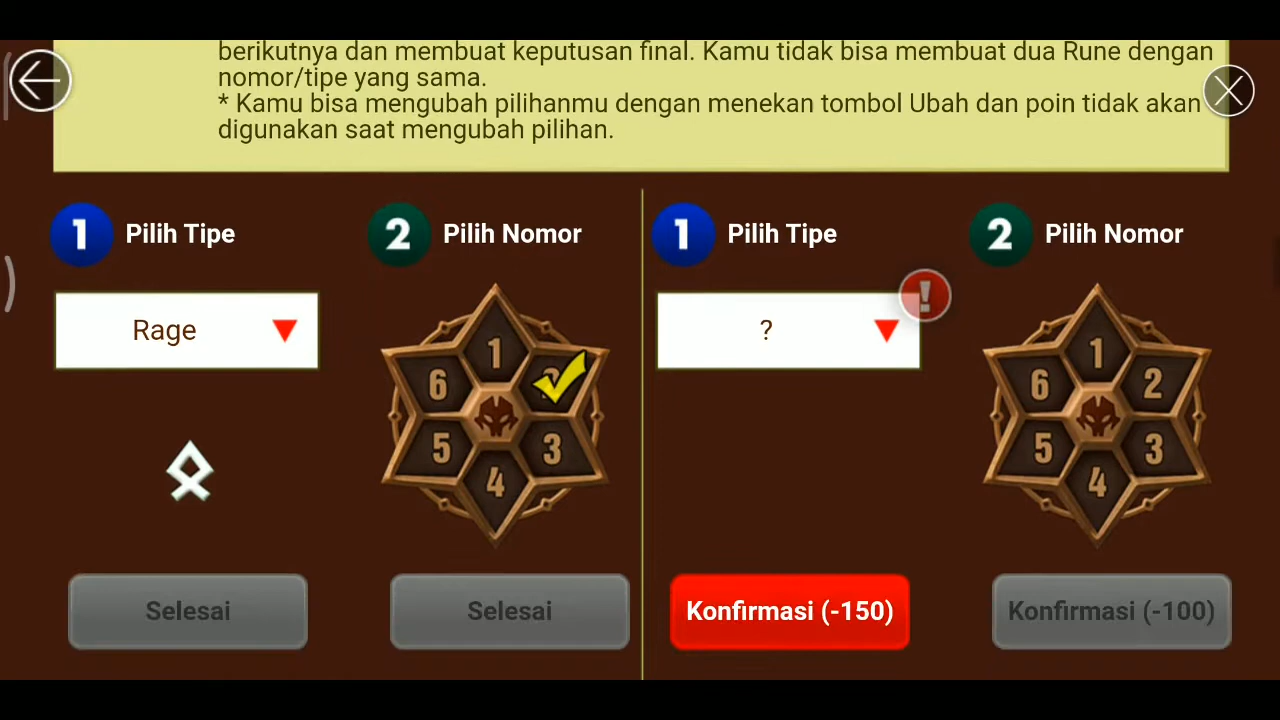 berikutnya dan membuat keputusan final. Kamu tidak bisa membuat dua Rune dengan
nomor/tipe yang sama.
* Kamu bisa mengubah pilihanmu dengan menekan tombol Ubah dan poin tidak akan
digunakan saat mengubah pilihan.
1 Pilih Tipe
2 Pilih Nomor
1 Pilih Tipe
2 Pilih Nomor
Rage
?
!
1
6
5
3
4
1
6
2
5
3
4
Selesai
Selesai
Konfirmasi (-150)
Konfirmasi (-100)